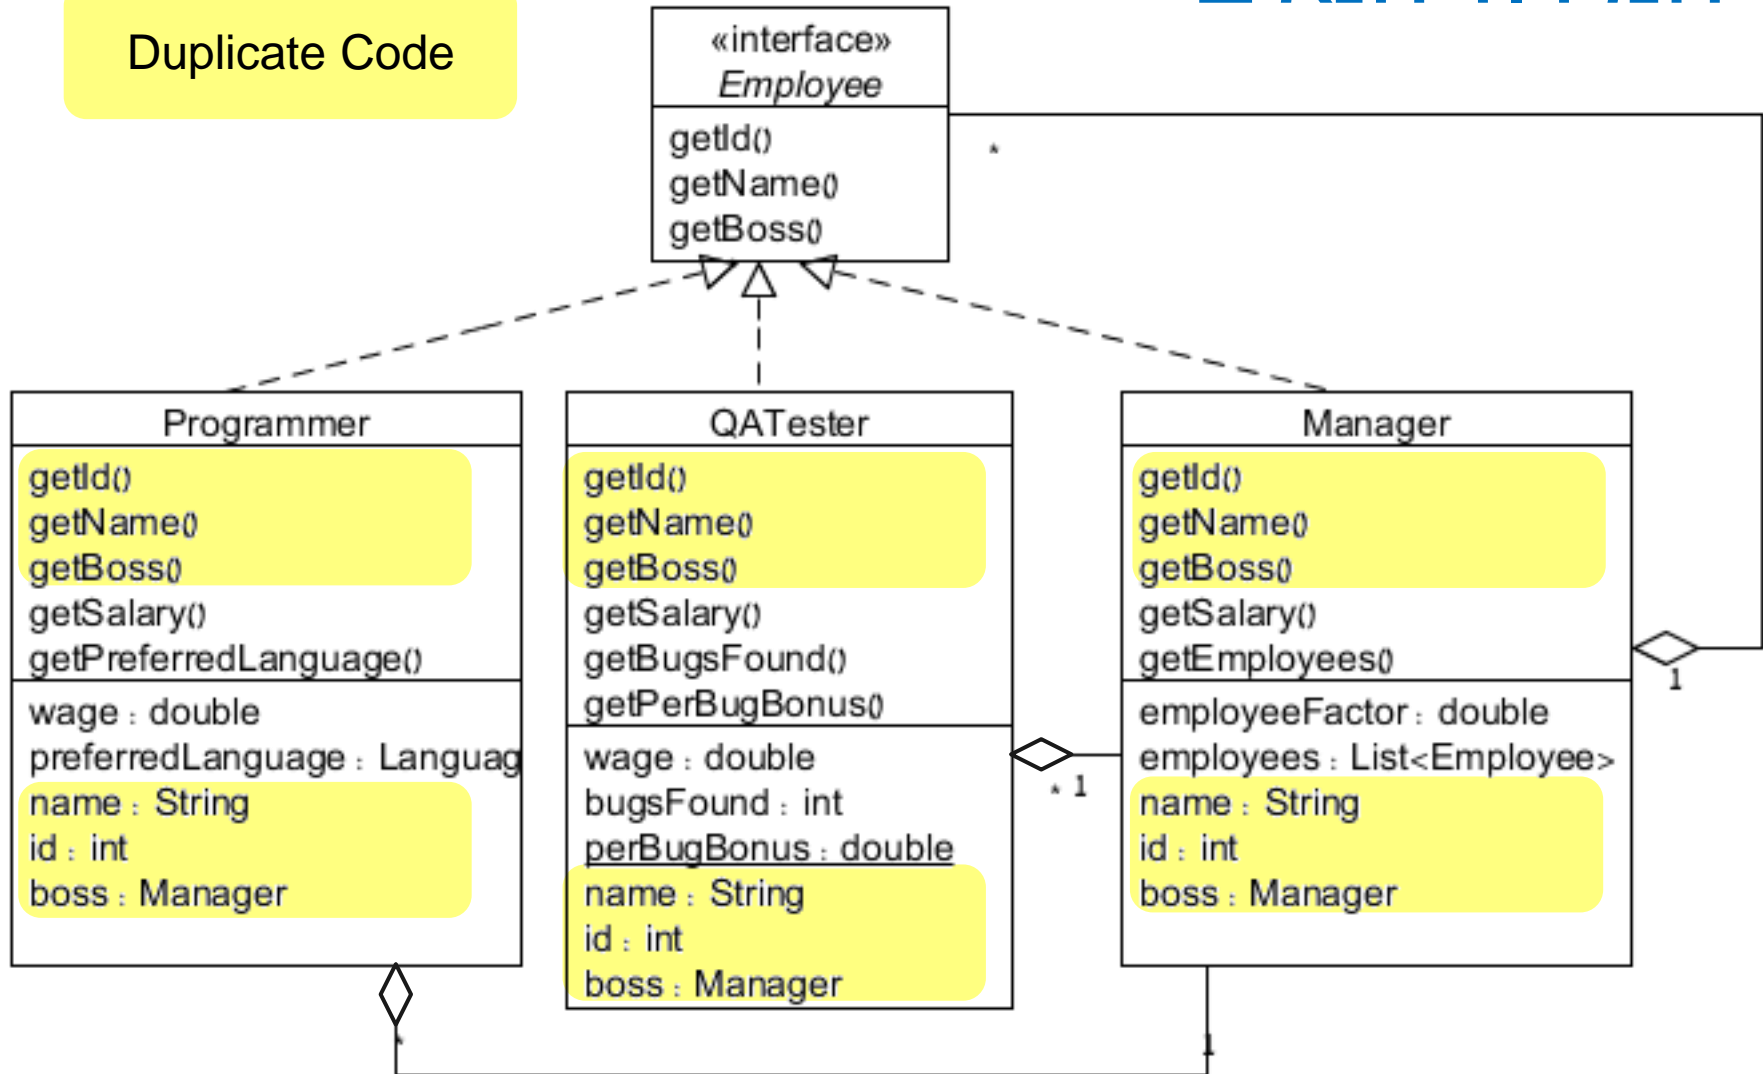 Duplicate Code
«interface»
Employee
getId()
getName()
getBoss()
*
Programmer
getId()
getName()
getBoss()
getSalary()
getPreferredLanguage()
wage : double
preferredLanguage : Languag
name : String
id : int
boss : Manager
*
QATester
getId()
getName()
getBoss()
getSalary()
getBugsFound()
getPerBugBonus()
wage : double
bugsFound : int
perBugBonus : double
name : String
id : int
boss : Manager
* 1
Manager
getId()
getName()
getBoss()
getSalary()
getEmployees()
employeeFactor : double
employees : List<Employee>
name : String
id : int
boss : Manager
1
1